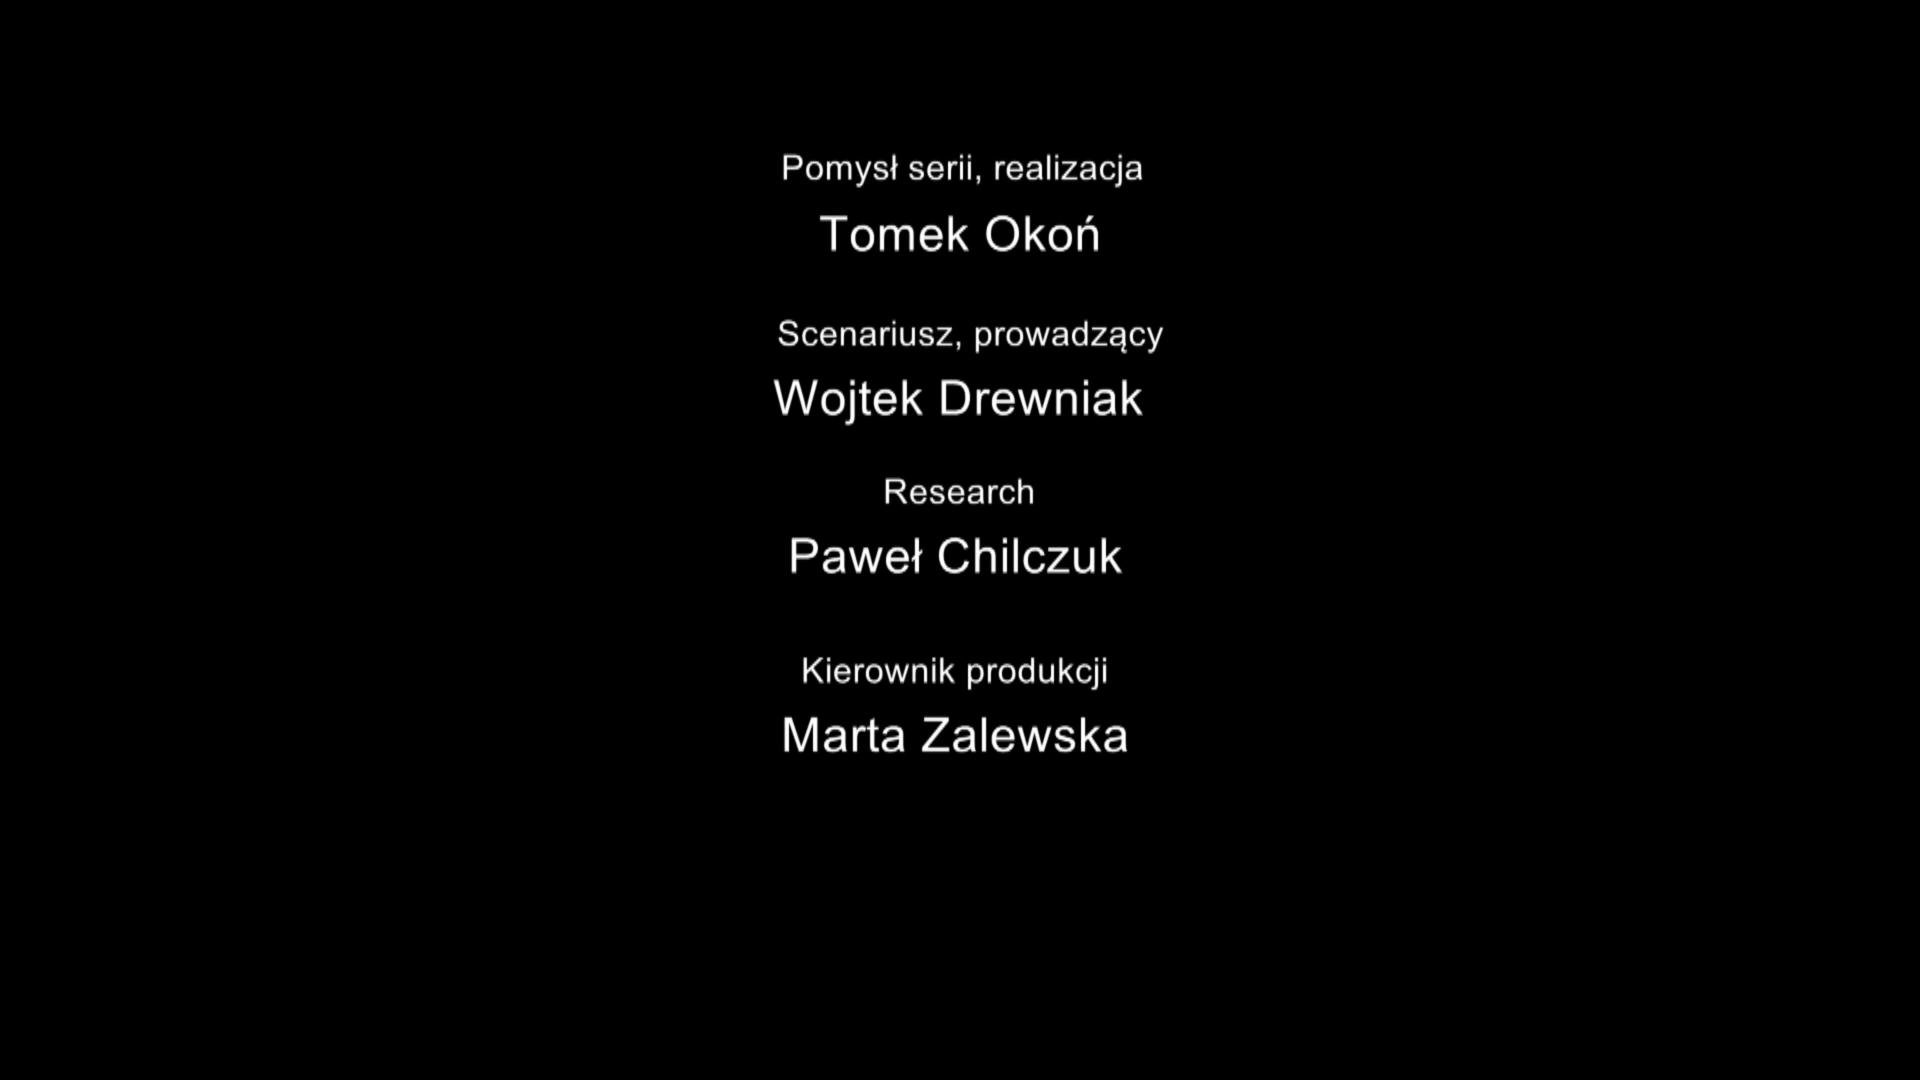 Pomysł serii, realizacja
Tomek Okoń
Scenariusz, prowadzący
Wojtek Drewniak
Research
Paweł Chilczuk
Kierownik produkcji
Marta Zalewska